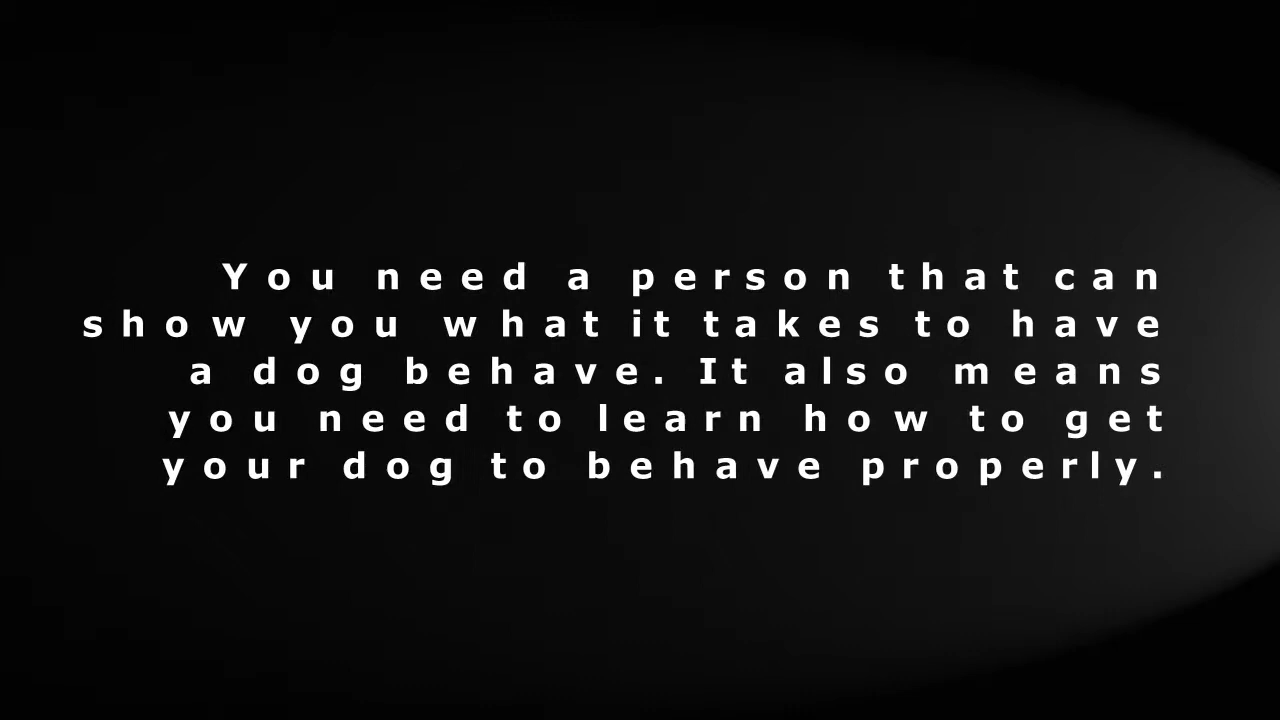 You need a person that can
show you what it takes to have
a dog behave. It also means
you need to learn how to get
your dog to behave properly.